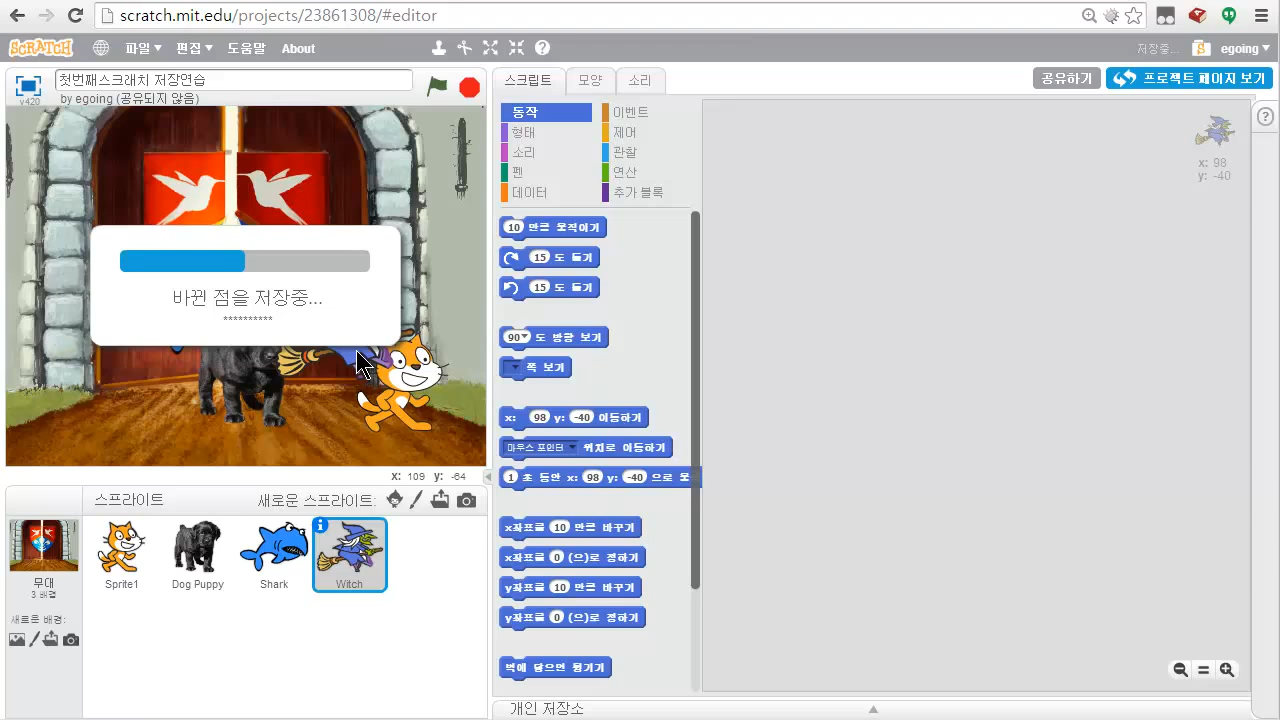 scratch.mit.edu/projects/23861308/#editor
SCRATCH 파일 편집 도움말 About 저장중... S egoing
v420 첫번째스크래치 저장연습
by egoing (공유되지 않음)
스크립트 모양 소리 공유하기 프로젝트 페이지 보기
동작 이벤트
형태 제어
소리 관찰
펜 연산
데이터 추가 블록
x: 98
y: -40
10 만큼 움직이기
15 도 돌기
15 도 돌기
90 도 방향 보기
쪽 보기
x: 98 y: -40 이동하기
마우스 포인터 위치로 이동하기
1 초 동안 x: 98 y: -40 으로
x좌표를 10 만큼 바꾸기
x좌표를 0 (으)로 정하기
y좌표를 10 만큼 바꾸기
y좌표를 0 (으)로 정하기
벽에 닿으면 튕기기
바뀐 점을 저장중...
**********
x: 109 y: -64
스프라이트 새로운 스프라이트:
Sprite1 Dog Puppy Shark Witch
무대
3 배경
새로운 배경:
개인 저장소
?